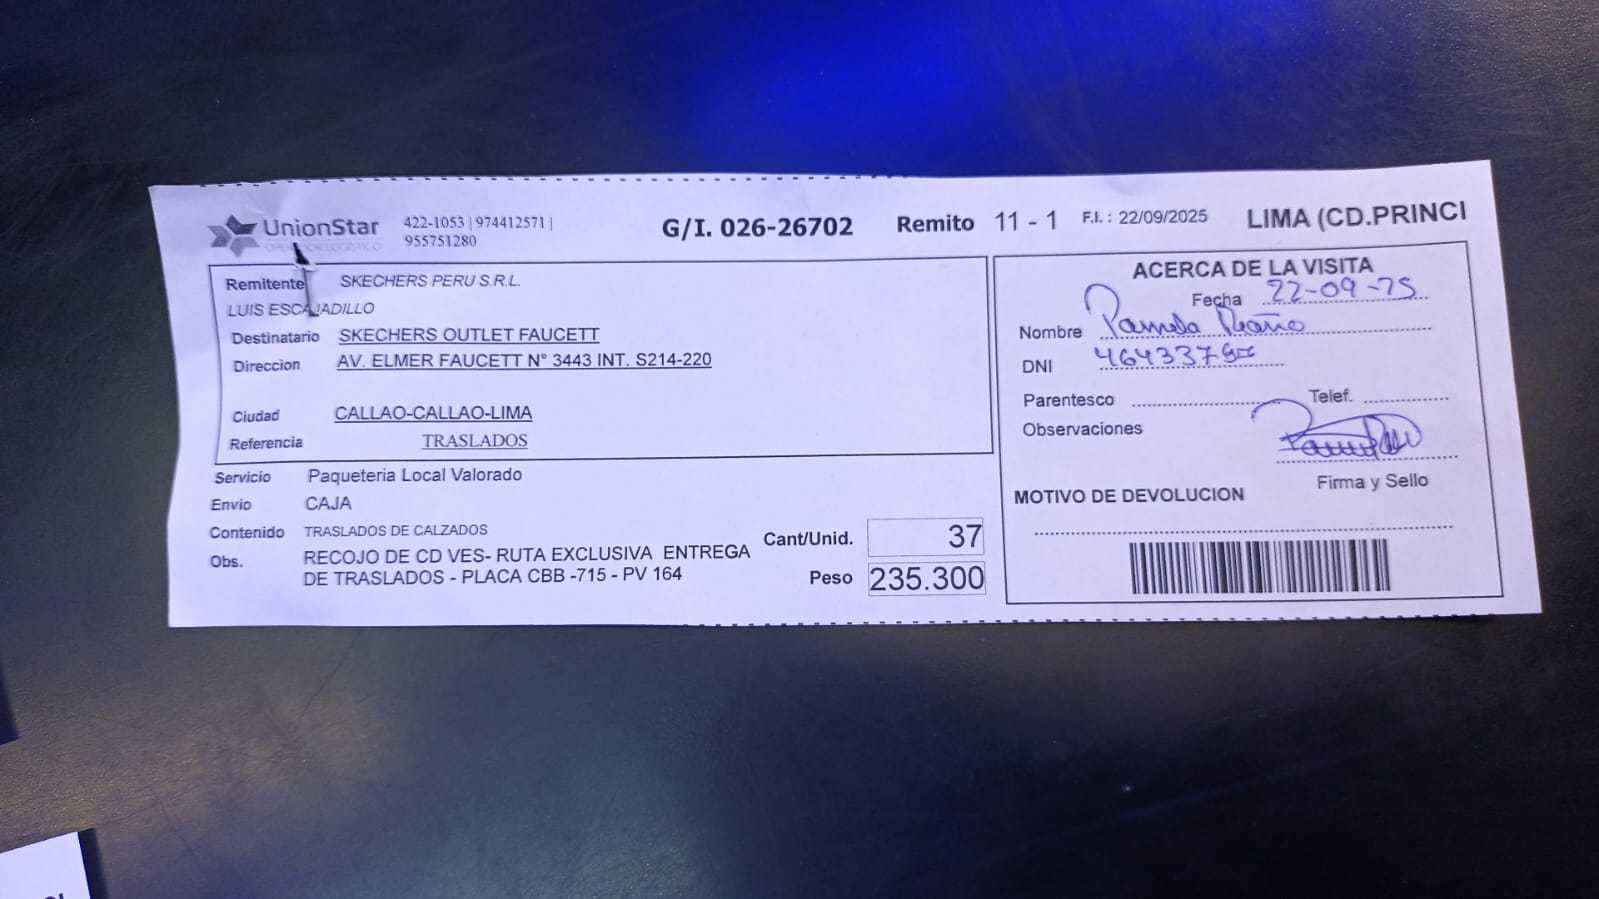 UnionStar
OPERADOR LOGISTICO
422-1053 | 974412571 |
955751280
G/I. 026-26702 Remito 11 - 1 F.I. : 22/09/2025 LIMA (CD.PRINCI
Remitente SKECHERS PERU S.R.L.
LUIS ESCAJADILLO
Destinatario SKECHERS OUTLET FAUCETT
Direccion AV. ELMER FAUCETT N° 3443 INT. S214-220
Ciudad CALLAO-CALLAO-LIMA
Referencia TRASLADOS
Servicio Paqueteria Local Valorado
Envio CAJA
Contenido TRASLADOS DE CALZADOS
Obs. RECOJO DE CD VES- RUTA EXCLUSIVA ENTREGA
DE TRASLADOS - PLACA CBB -715 - PV 164
Cant/Unid. 37
Peso 235.300
ACERCA DE LA VISITA
Fecha 22-09-25
Nombre Pamela
DNI
Parentesco Telef.
Observaciones
Firma y Sello
MOTIVO DE DEVOLUCION